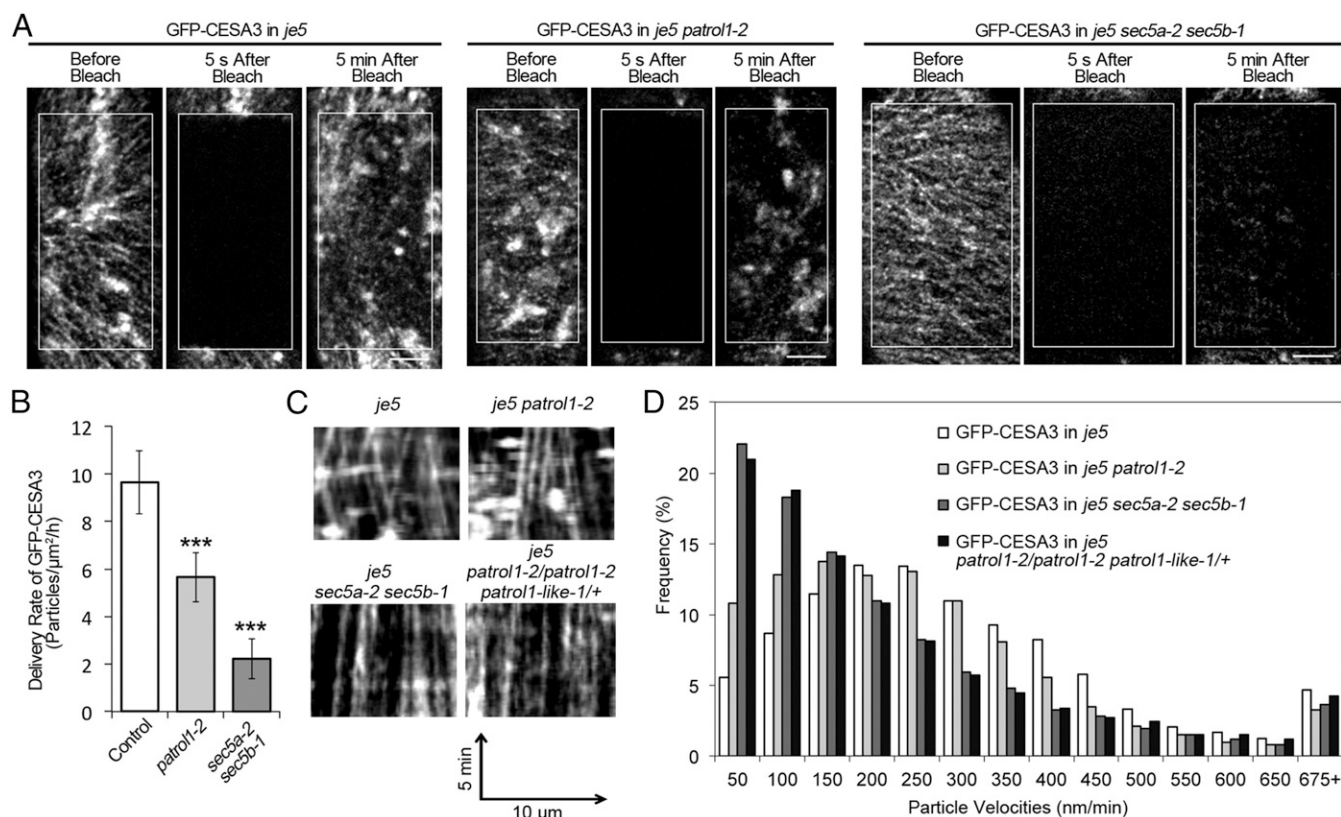 A
GFP-CESA3 in je5
Before Bleach
5 s After Bleach
5 min After Bleach
GFP-CESA3 in je5 patrol1-2
Before Bleach
5 s After Bleach
5 min After Bleach
GFP-CESA3 in je5 sec5a-2 sec5b-1
Before Bleach
5 s After Bleach
5 min After Bleach
B
Delivery Rate of GFP-CESA3
(Particles/μm²/h)
12
10
8
6
4
2
0
***
***
Control
patrol1-2
sec5a-2
sec5b-1
C
je5
je5 patrol1-2
je5
sec5a-2 sec5b-1
je5
patrol1-2/patrol1-2
patrol1-like-1/+
5 min
10 μm
D
Frequency (%)
25
20
15
10
5
0
GFP-CESA3 in je5
GFP-CESA3 in je5 patrol1-2
GFP-CESA3 in je5 sec5a-2 sec5b-1
GFP-CESA3 in je5
patrol1-2/patrol1-2 patrol1-like-1/+
50 100 150 200 250 300 350 400 450 500 550 600 650 675+
Particle Velocities (nm/min)